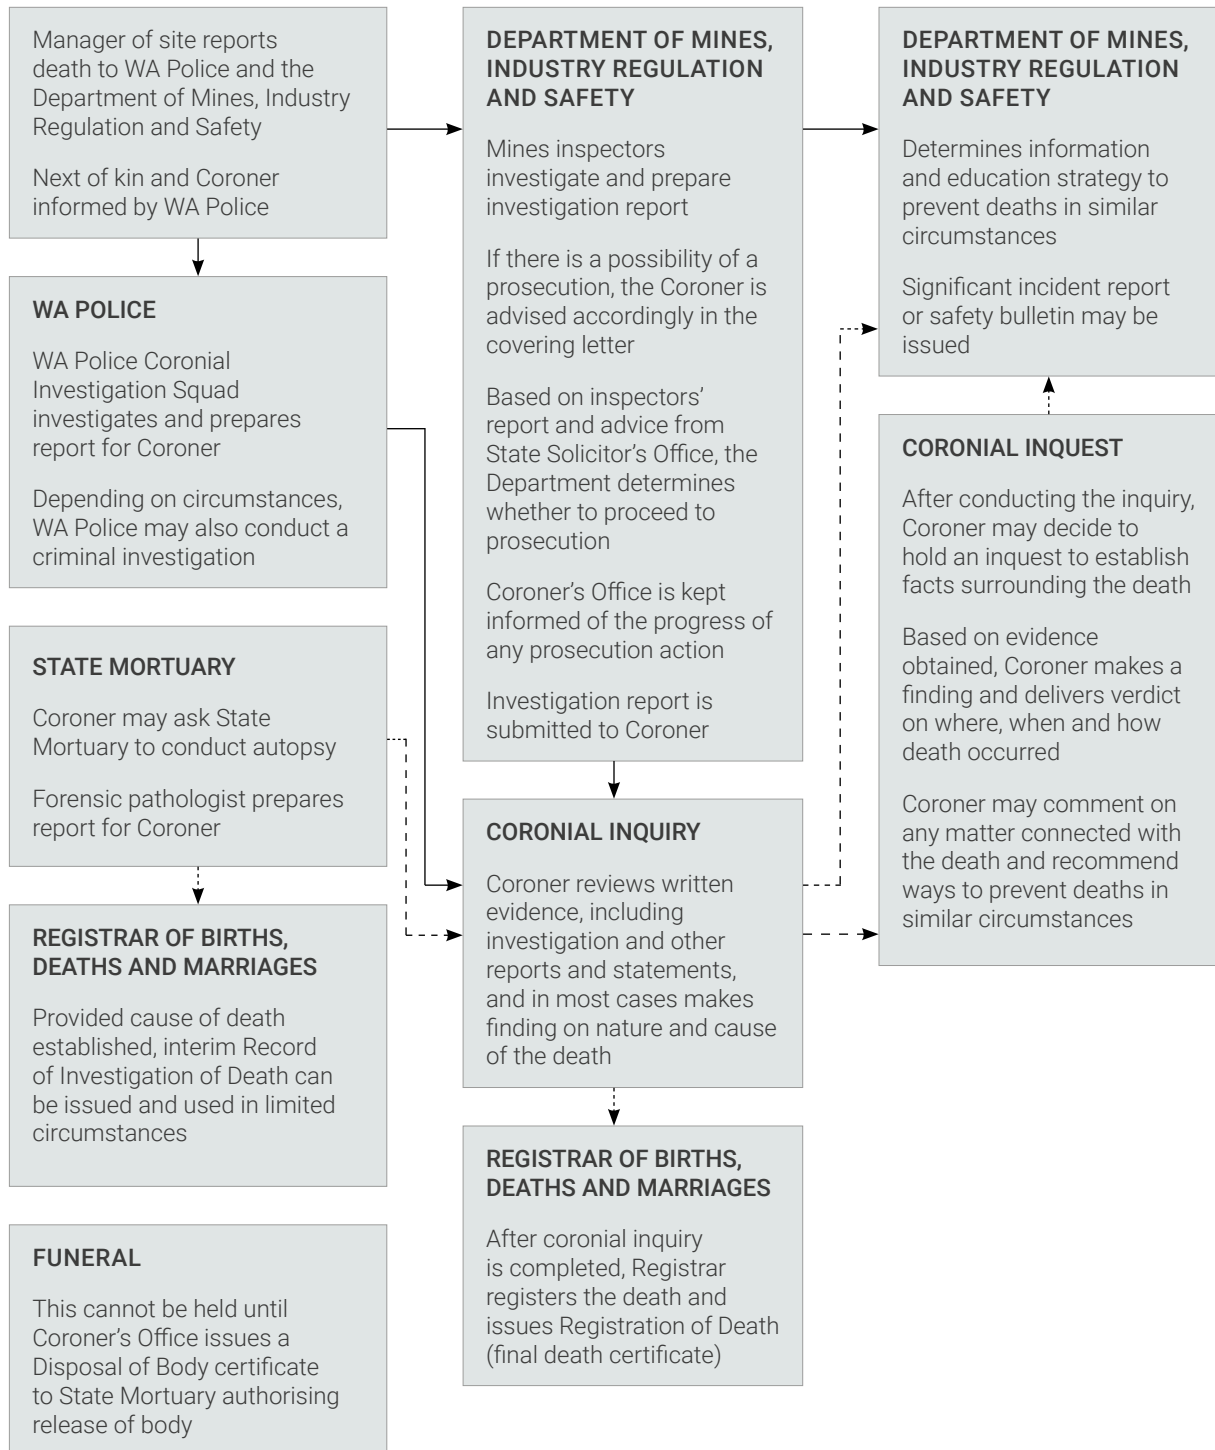 Manager of site reports
death to WA Police and the
Department of Mines, Industry
Regulation and Safety
Next of kin and Coroner
informed by WA Police
WA POLICE
WA Police Coronial
Investigation Squad
investigates and prepares
report for Coroner
Depending on circumstances,
WA Police may also conduct a
criminal investigation
STATE MORTUARY
Coroner may ask State
Mortuary to conduct autopsy
Forensic pathologist prepares
report for Coroner
REGISTRAR OF BIRTHS,
DEATHS AND MARRIAGES
Provided cause of death
established, interim Record
of Investigation of Death can
be issued and used in limited
circumstances
FUNERAL
This cannot be held until
Coroner’s Office issues a
Disposal of Body certificate
to State Mortuary authorising
release of body
DEPARTMENT OF MINES,
INDUSTRY REGULATION
AND SAFETY
Mines inspectors
investigate and prepare
investigation report
If there is a possibility of a
prosecution, the Coroner is
advised accordingly in the
covering letter
Based on inspectors’
report and advice from
State Solicitor’s Office, the
Department determines
whether to proceed to
prosecution
Coroner’s Office is kept
informed of the progress of
any prosecution action
Investigation report is
submitted to Coroner
CORONIAL INQUIRY
Coroner reviews written
evidence, including
investigation and other
reports and statements,
and in most cases makes
finding on nature and cause
of the death
REGISTRAR OF BIRTHS,
DEATHS AND MARRIAGES
After coronial inquiry
is completed, Registrar
registers the death and
issues Registration of Death
(final death certificate)
DEPARTMENT OF MINES,
INDUSTRY REGULATION
AND SAFETY
Determines information
and education strategy to
prevent deaths in similar
circumstances
Significant incident report
or safety bulletin may be
issued
CORONIAL INQUEST
After conducting the inquiry,
Coroner may decide to
hold an inquest to establish
facts surrounding the death
Based on evidence
obtained, Coroner makes a
finding and delivers verdict
on where, when and how
death occurred
Coroner may comment on
any matter connected with
the death and recommend
ways to prevent deaths in
similar circumstances